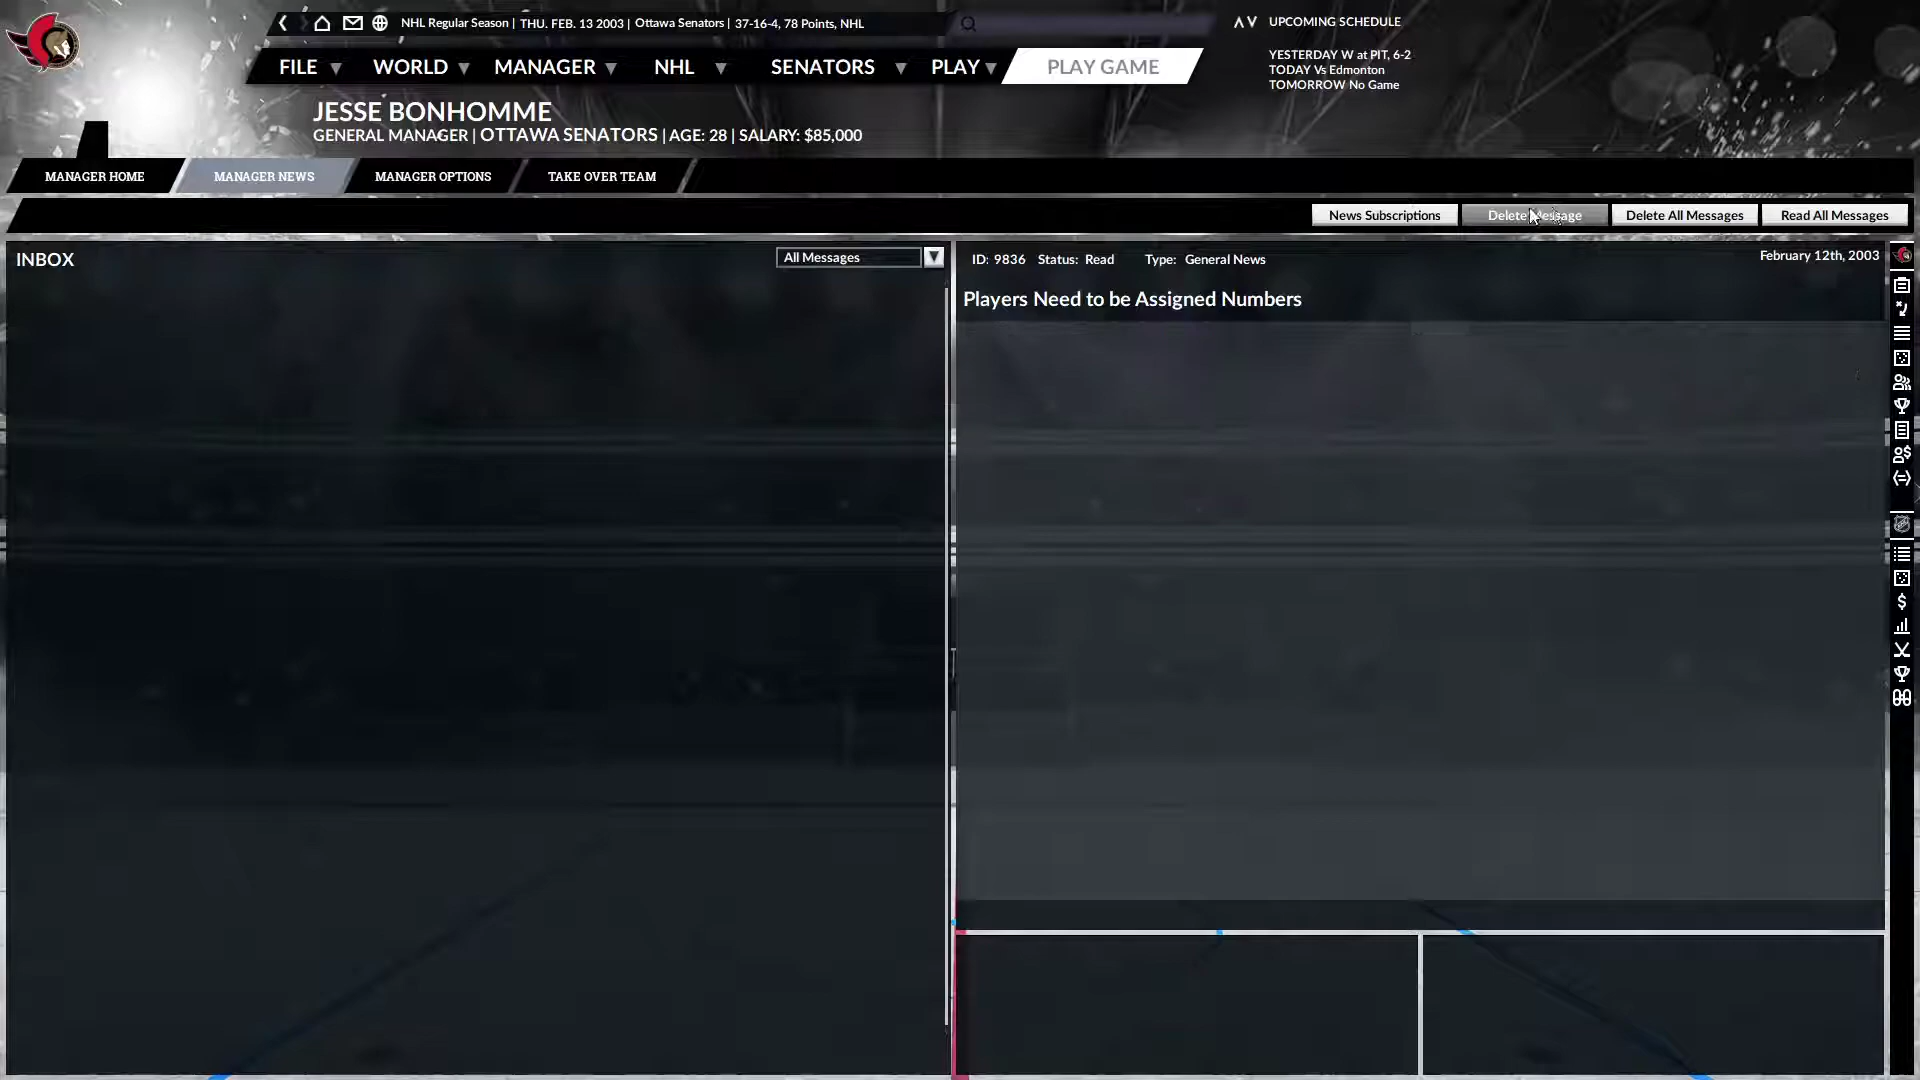 NHL Regular Season | THU. FEB. 13 2003 | Ottawa Senators | 37-16-4, 78 Points, NHL
UPCOMING SCHEDULE
YESTERDAY W at PIT, 6-2
TODAY Vs Edmonton
TOMORROW No Game
FILE WORLD MANAGER NHL SENATORS PLAY PLAY GAME
JESSE BONHOMME
GENERAL MANAGER | OTTAWA SENATORS | AGE: 28 | SALARY: $85,000
MANAGER HOME MANAGER NEWS MANAGER OPTIONS TAKE OVER TEAM
News Subscriptions Delete Message Delete All Messages Read All Messages
INBOX All Messages
ID: 9836 Status: Read Type: General News February 12th, 2003
Players Need to be Assigned Numbers